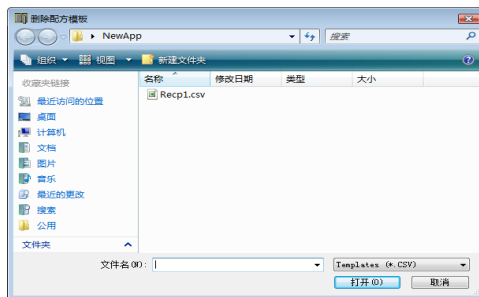 删除配方模板
NewApp
搜索
组织 视图 新建文件夹
收藏夹链接
名称 修改日期 类型 大小
最近访问的位置
Recp1.csv
桌面
计算机
文档
图片
音乐
最近的更改
搜索
公用
文件夹
文件名(N):
Templates (*.CSV)
打开(O) 取消